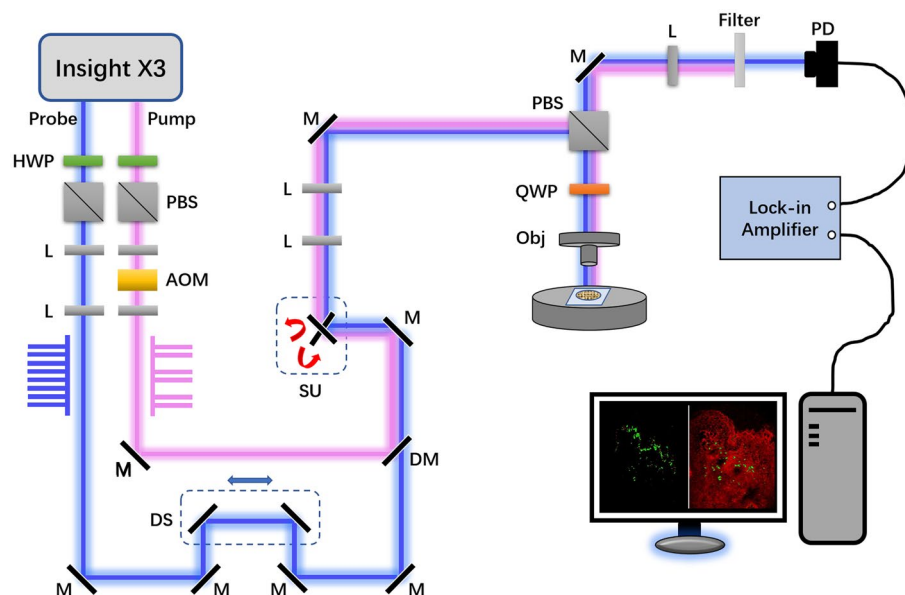 Insight X3
Probe
Pump
HWP
PBS
L
AOM
L
M
DS
M
M
M
M
DM
M
SU
L
L
M
PBS
QWP
Obj
M
L
Filter
PD
Lock-in
Amplifier